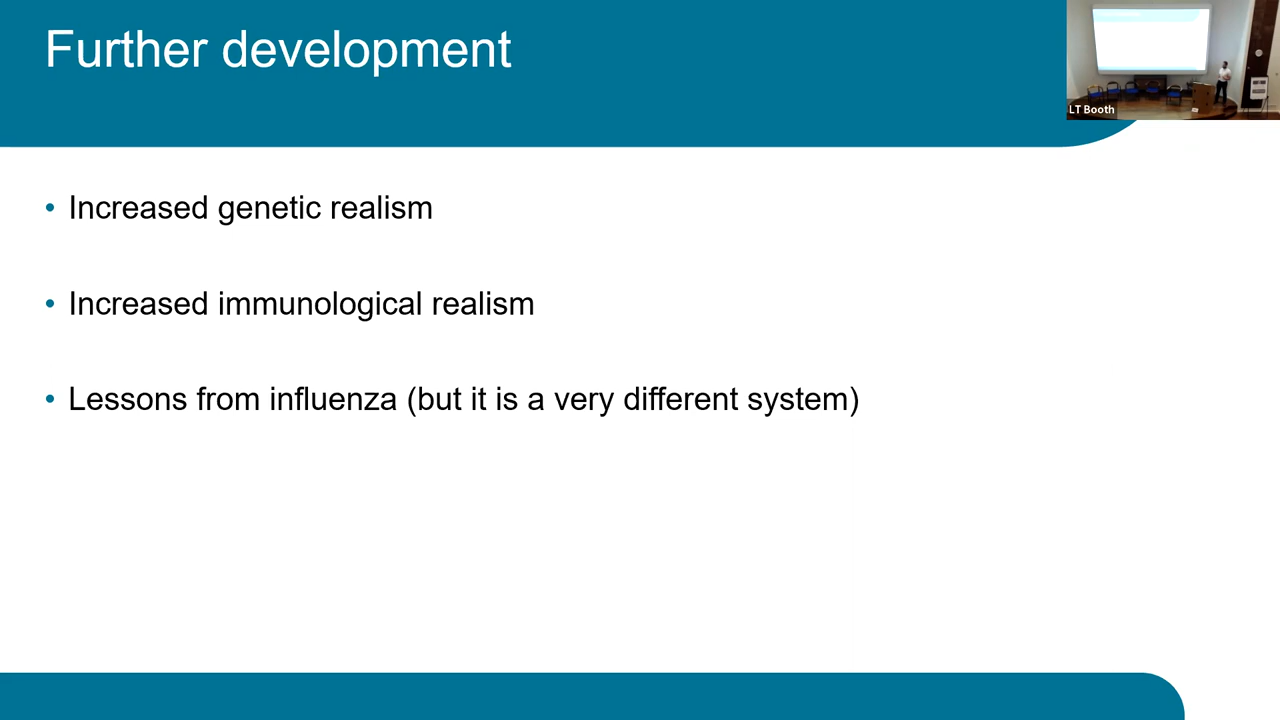 Further development
LT Booth
• Increased genetic realism
• Increased immunological realism
• Lessons from influenza (but it is a very different system)